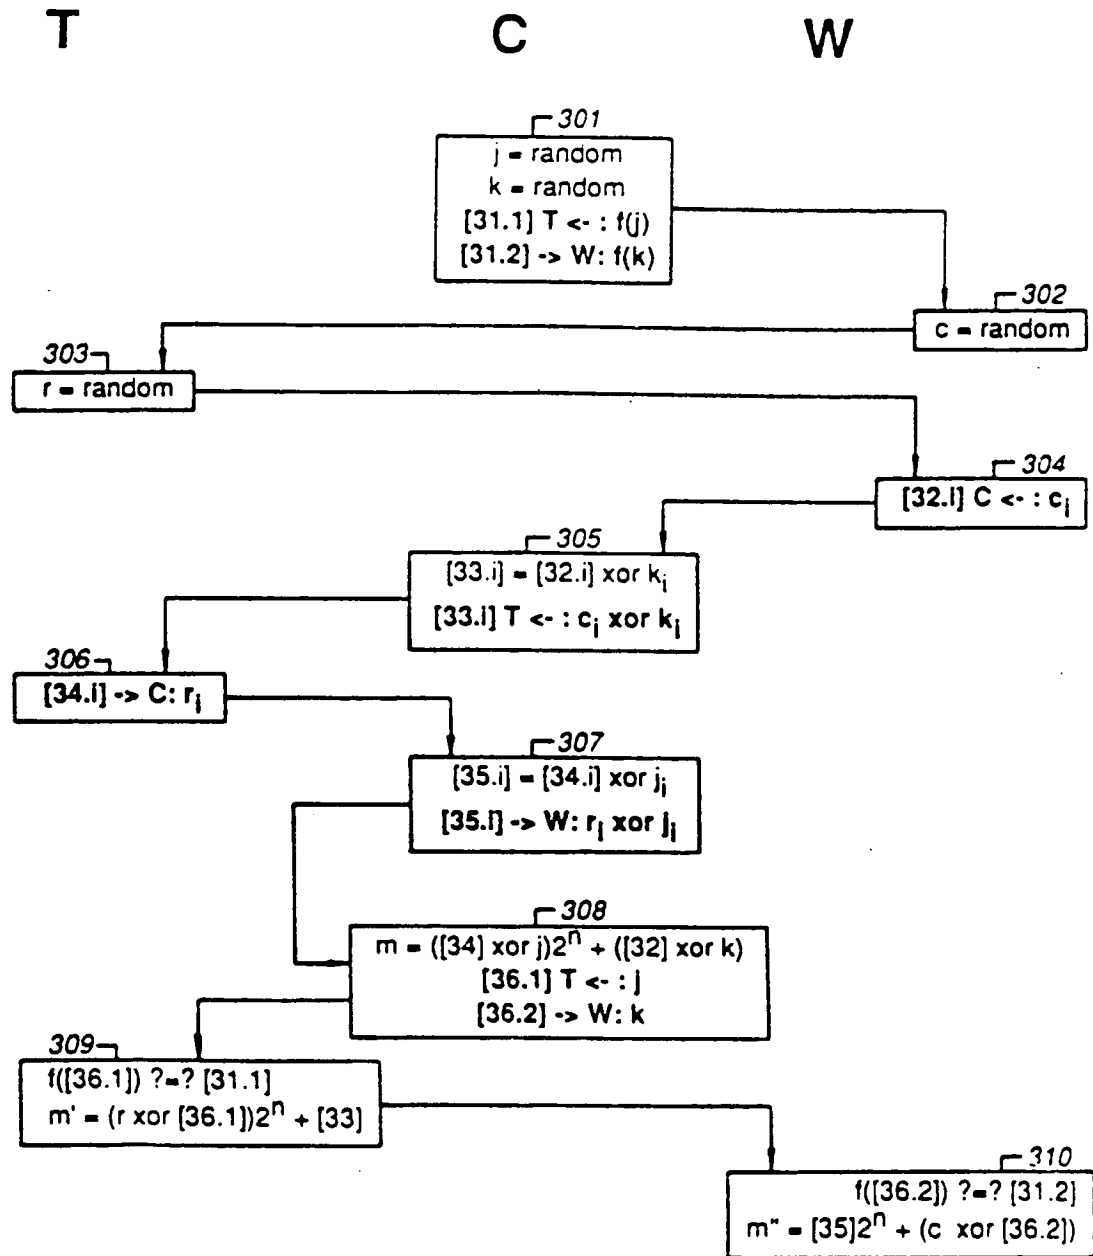 T C W
301
j = random
k = random
[31.1] T <- : f(j)
[31.2] -> W: f(k)
302
c = random
303
r = random
304
[32.i] C <- : c_i
305
[33.i] = [32.i] xor k_i
[33.i] T <- : c_i xor k_i
306
[34.i] -> C: r_i
307
[35.i] = [34.i] xor j_i
[35.i] -> W: r_i xor j_i
308
m = ([34] xor j)2^n + ([32] xor k)
[36.1] T <- : j
[36.2] -> W: k
309
f([36.1]) ?=? [31.1]
m' = (r xor [36.1])2^n + [33]
310
f([36.2]) ?=? [31.2]
m" = [35]2^n + (c xor [36.2])